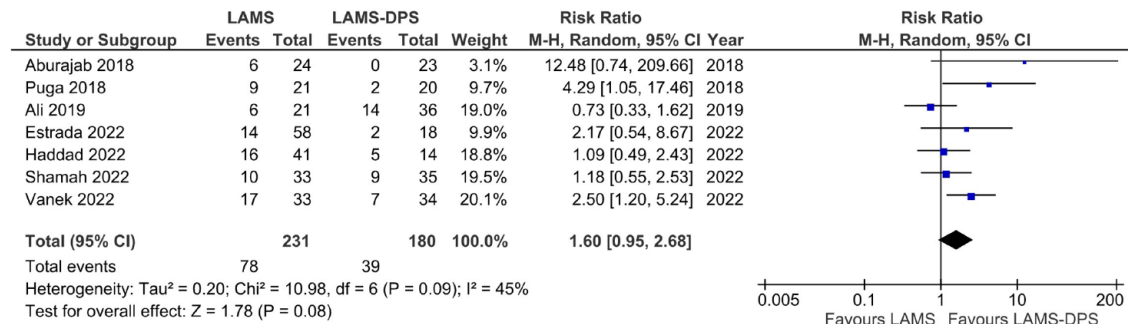 LAMS LAMS-DPS Risk Ratio Risk Ratio
Study or Subgroup Events Total Events Total Weight M-H, Random, 95% CI Year M-H, Random, 95% CI
Aburajab 2018 6 24 0 23 3.1% 12.48 [0.74, 209.66] 2018
Puga 2018 9 21 2 20 9.7% 4.29 [1.05, 17.46] 2018
Ali 2019 6 21 14 36 19.0% 0.73 [0.33, 1.62] 2019
Estrada 2022 14 58 2 18 9.9% 2.17 [0.54, 8.67] 2022
Haddad 2022 16 41 5 14 18.8% 1.09 [0.49, 2.43] 2022
Shamah 2022 10 33 9 35 19.5% 1.18 [0.55, 2.53] 2022
Vanek 2022 17 33 7 34 20.1% 2.50 [1.20, 5.24] 2022
Total (95% CI) 231 180 100.0% 1.60 [0.95, 2.68]
Total events 78 39
Heterogeneity: Tau² = 0.20; Chi² = 10.98, df = 6 (P = 0.09); I² = 45%
Test for overall effect: Z = 1.78 (P = 0.08)
0.005 0.1 1 10 200
Favours LAMS Favours LAMS-DPS